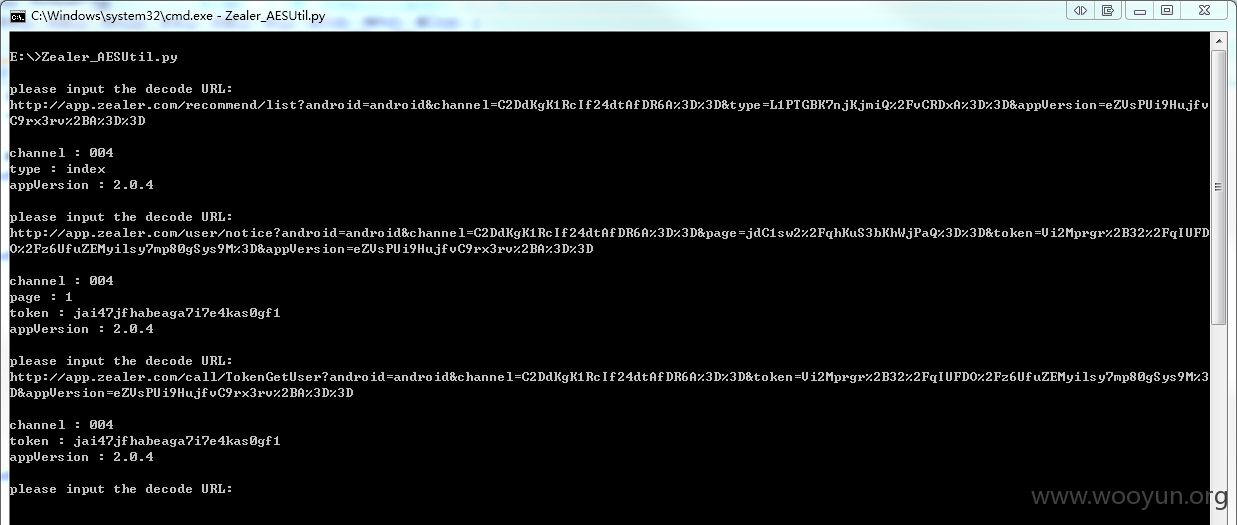 C:\Windows\system32\cmd.exe - Zealer_AESUtil.py
E:\>Zealer_AESUtil.py
please input the decode URL:
http://app.zealer.com/recommend/list?android=android&channel=C2DdKgK1RcIf24dtAfDR6A%3D%3D&type=L1PTGBK7njKjmiQ%2FvCRDxA%3D%3D&appVersion=eZVsPUi9Hujfv
C9rx3rv%2BA%3D%3D
channel : 004
type : index
appVersion : 2.0.4
please input the decode URL:
http://app.zealer.com/user/notice?android=android&channel=C2DdKgK1RcIf24dtAfDR6A%3D%3D&page=jdC1sw2%2FqhKuS3bKhWjPaQ%3D%3D&token=Vi2Mprgr%2B32%2FqIUFD
O%2Fz6UfuZEMyilsy7mp80gSys9M%3D&appVersion=eZVsPUi9HujfvC9rx3rv%2BA%3D%3D
channel : 004
page : 1
token : jai47jfhabeaga7i7e4kas0gf1
appVersion : 2.0.4
please input the decode URL:
http://app.zealer.com/call/TokenGetUser?android=android&channel=C2DdKgK1RcIf24dtAfDR6A%3D%3D&token=Vi2Mprgr%2B32%2FqIUFDO%2Fz6UfuZEMyilsy7mp80gSys9M%3
D&appVersion=eZVsPUi9HujfvC9rx3rv%2BA%3D%3D
channel : 004
token : jai47jfhabeaga7i7e4kas0gf1
appVersion : 2.0.4
please input the decode URL:
www.wooyun.org